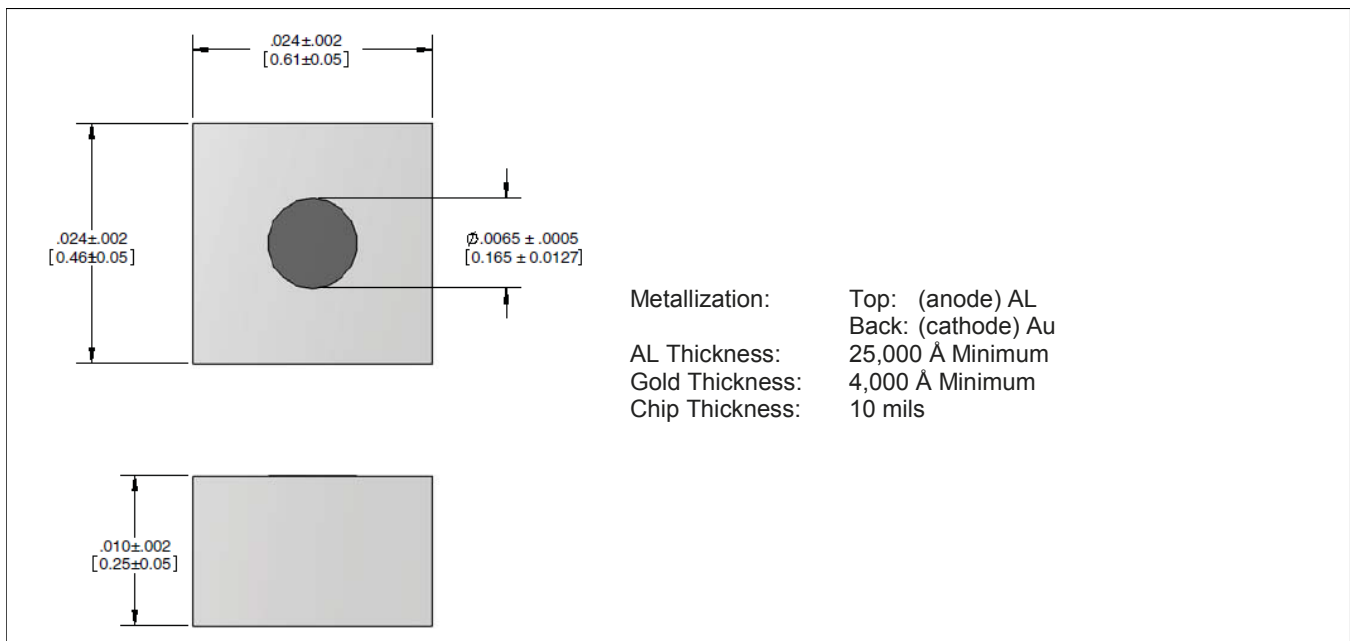 .024±.002
[0.61±0.05]
.024±.002
[0.46±0.05]
Ø.0065 ± .0005
[0.165 ± 0.0127]
Metallization: Top: (anode) AL
Back: (cathode) Au
AL Thickness: 25,000 Å Minimum
Gold Thickness: 4,000 Å Minimum
Chip Thickness: 10 mils
.010±.002
[0.25±0.05]